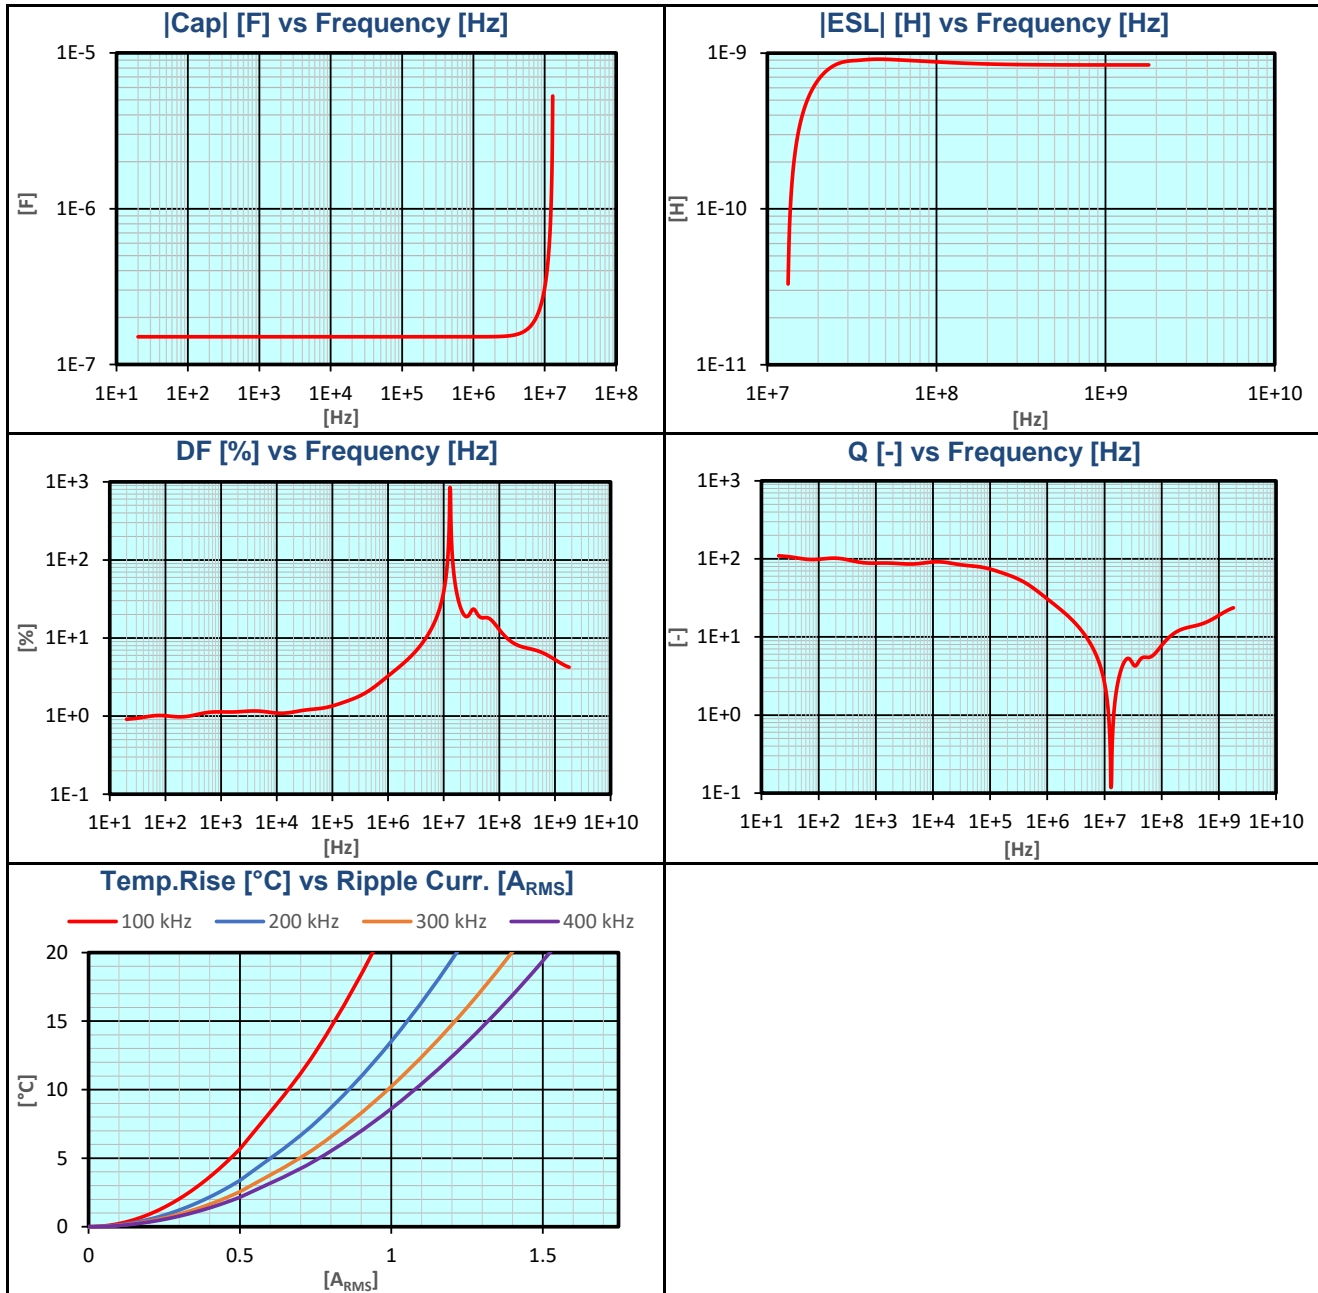 |Cap| [F] vs Frequency [Hz]
1E-5
1E-6
1E-7
[F]
1E+1 1E+2 1E+3 1E+4 1E+5 1E+6 1E+7 1E+8
[Hz]
|ESL| [H] vs Frequency [Hz]
1E-9
1E-10
1E-11
[H]
1E+7 1E+8 1E+9 1E+10
[Hz]
DF [%] vs Frequency [Hz]
1E+3
1E+2
1E+1
1E+0
1E-1
[%]
1E+1 1E+2 1E+3 1E+4 1E+5 1E+6 1E+7 1E+8 1E+9 1E+10
[Hz]
Q [-] vs Frequency [Hz]
1E+3
1E+2
1E+1
1E+0
1E-1
[-]
1E+1 1E+2 1E+3 1E+4 1E+5 1E+6 1E+7 1E+8 1E+9 1E+10
[Hz]
Temp.Rise [°C] vs Ripple Curr. [ARMS]
100 kHz 200 kHz 300 kHz 400 kHz
20
15
10
5
0
[°C]
0 0.5 1 1.5
[ARMS]